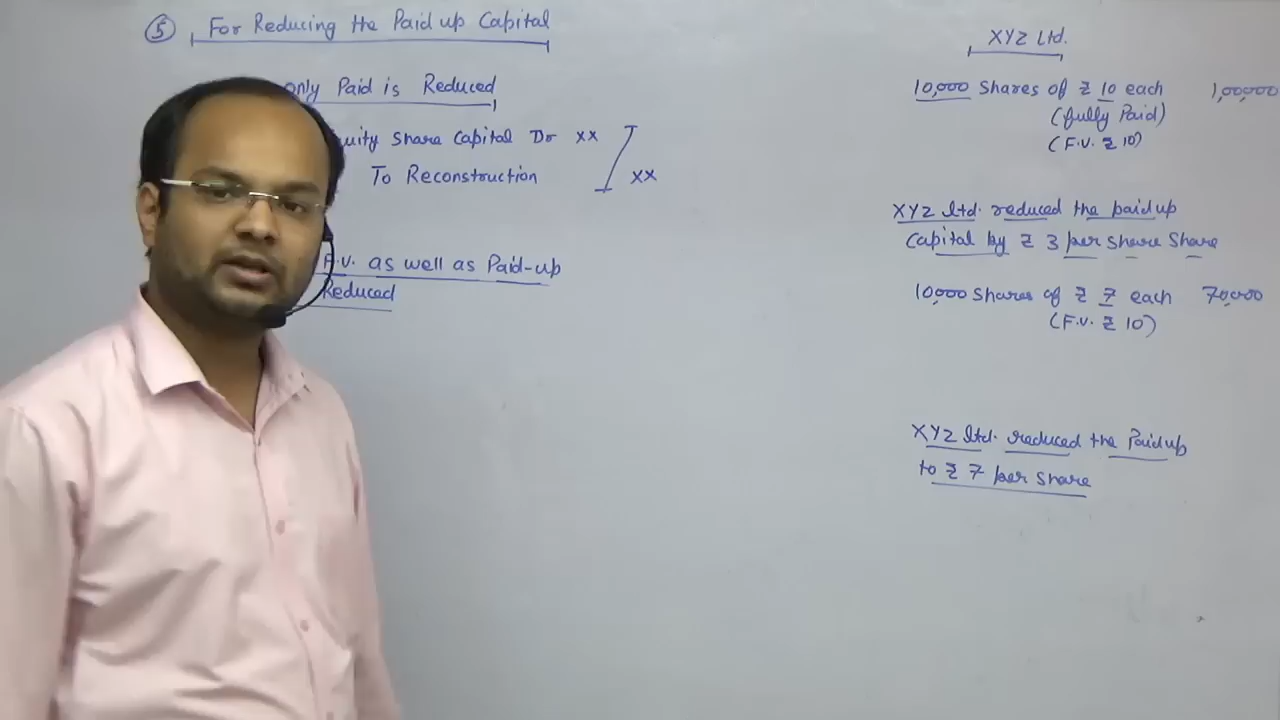 ⑤ For Reducing the Paid up Capital
only Paid is Reduced
Equity Share Capital Dr xx
To Reconstruction xx
F.V. as well as Paid-up
Reduced
XYZ Ltd.
10,000 Shares of ₹ 10 each 1,00,000
(fully Paid)
(F.V. ₹ 10)
XYZ ltd. reduced the paid up
Capital by ₹ 3 per share Share
10,000 Shares of ₹ 7 each 70,000
(F.V. ₹ 10)
XYZ ltd. reduced the Paid up
to ₹ 7 per share